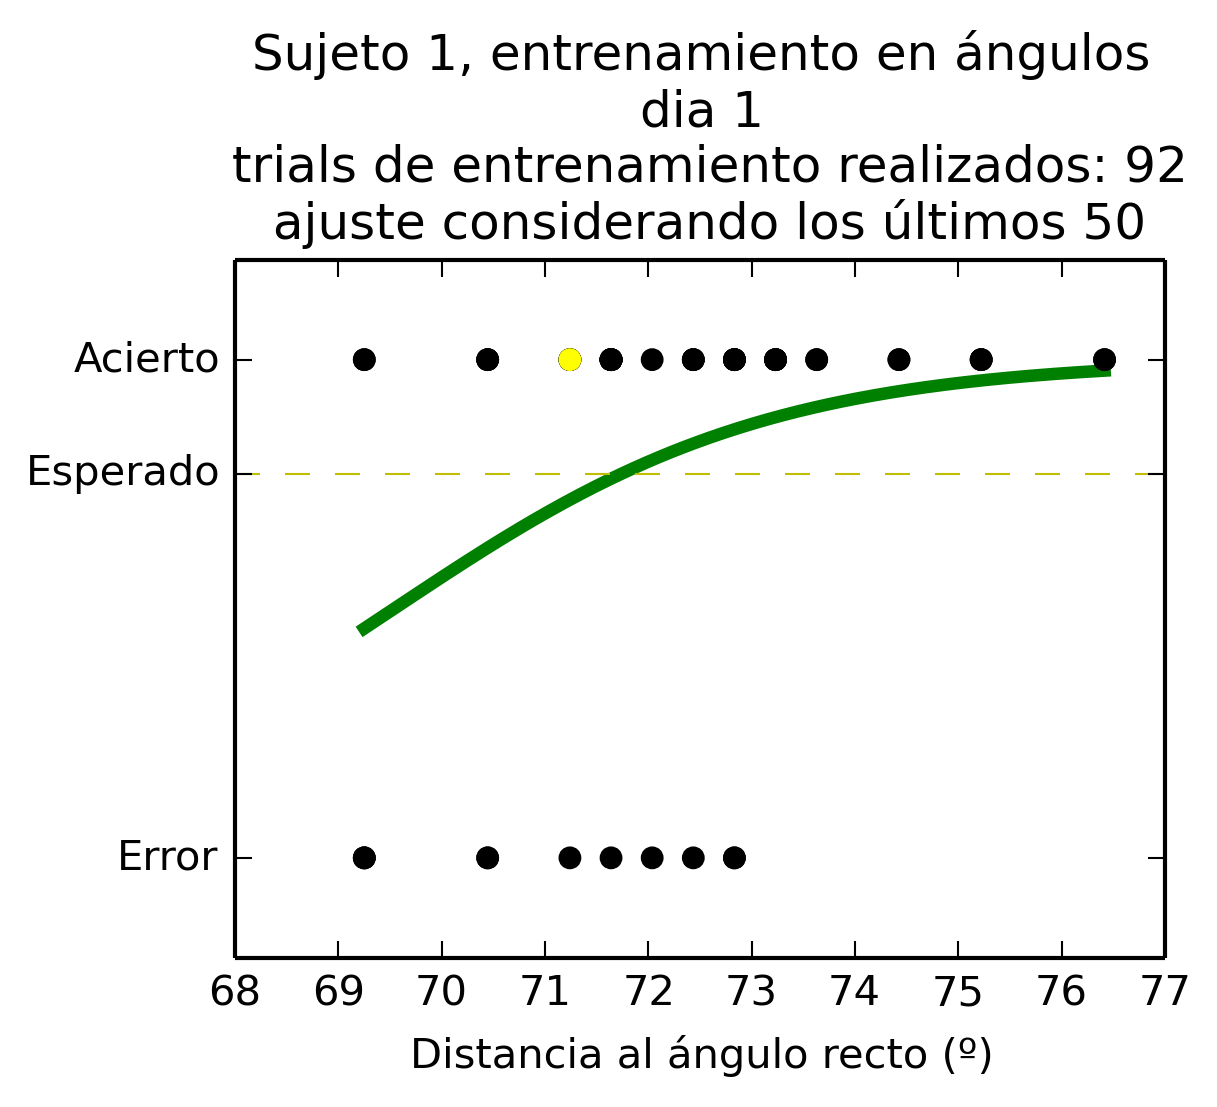 Sujeto 1, entrenamiento en ángulos
dia 1
trials de entrenamiento realizados: 92
ajuste considerando los últimos 50
Acierto
Esperado
Error
68 69 70 71 72 73 74 75 76 77
Distancia al ángulo recto (º)